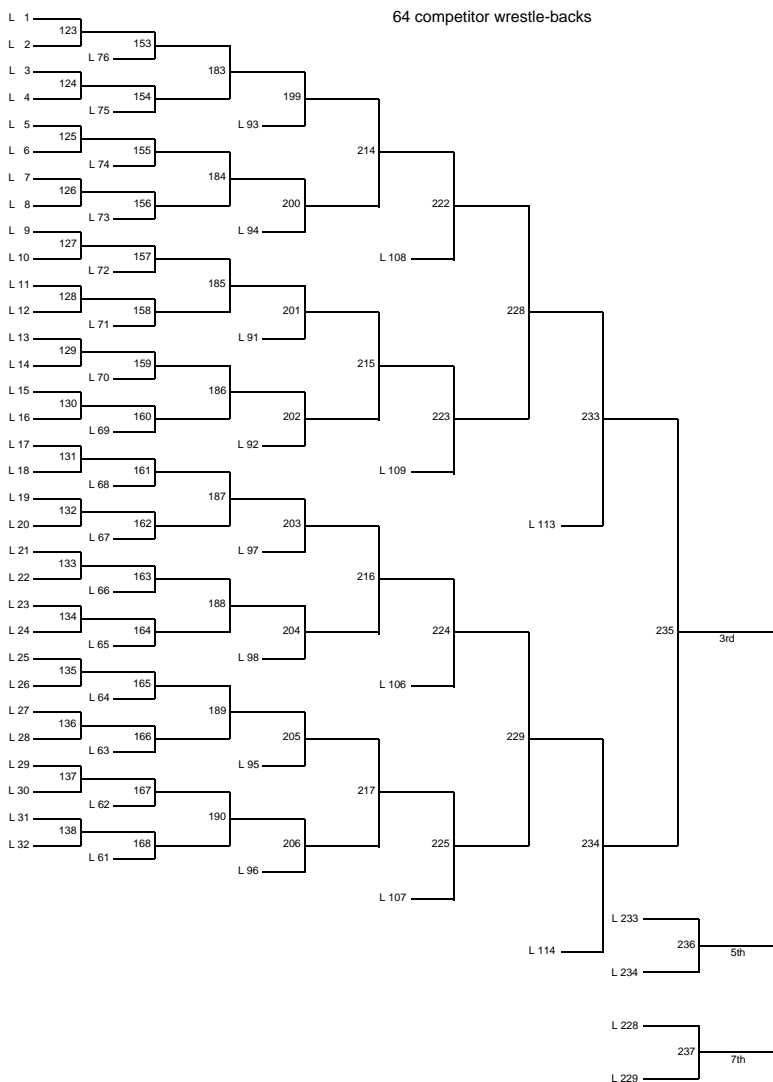 64 competitor wrestle-backs
L 1
123
L 2
153
L 76
183
L 3
124
L 4
154
L 75
199
L 93
L 5
125
L 6
155
L 74
184
214
L 7
126
L 8
156
L 73
200
L 94
222
L 9
127
L 10
157
L 72
L 108
185
L 11
128
L 12
158
L 71
201
L 91
228
L 13
129
L 14
159
L 70
186
215
L 15
130
L 16
160
L 69
202
L 92
223
233
L 17
131
L 18
161
L 68
L 109
187
L 19
132
L 20
162
L 67
203
L 97
L 113
L 21
133
L 22
163
L 66
188
216
L 23
134
L 24
164
L 65
204
L 98
224
235
3rd
L 25
135
L 26
165
L 64
L 106
189
L 27
136
L 28
166
L 63
205
L 95
229
L 29
137
L 30
167
L 62
190
217
L 31
138
L 32
168
L 61
206
L 96
225
234
L 107
L 233
236
5th
L 114
L 234
L 228
237
7th
L 229